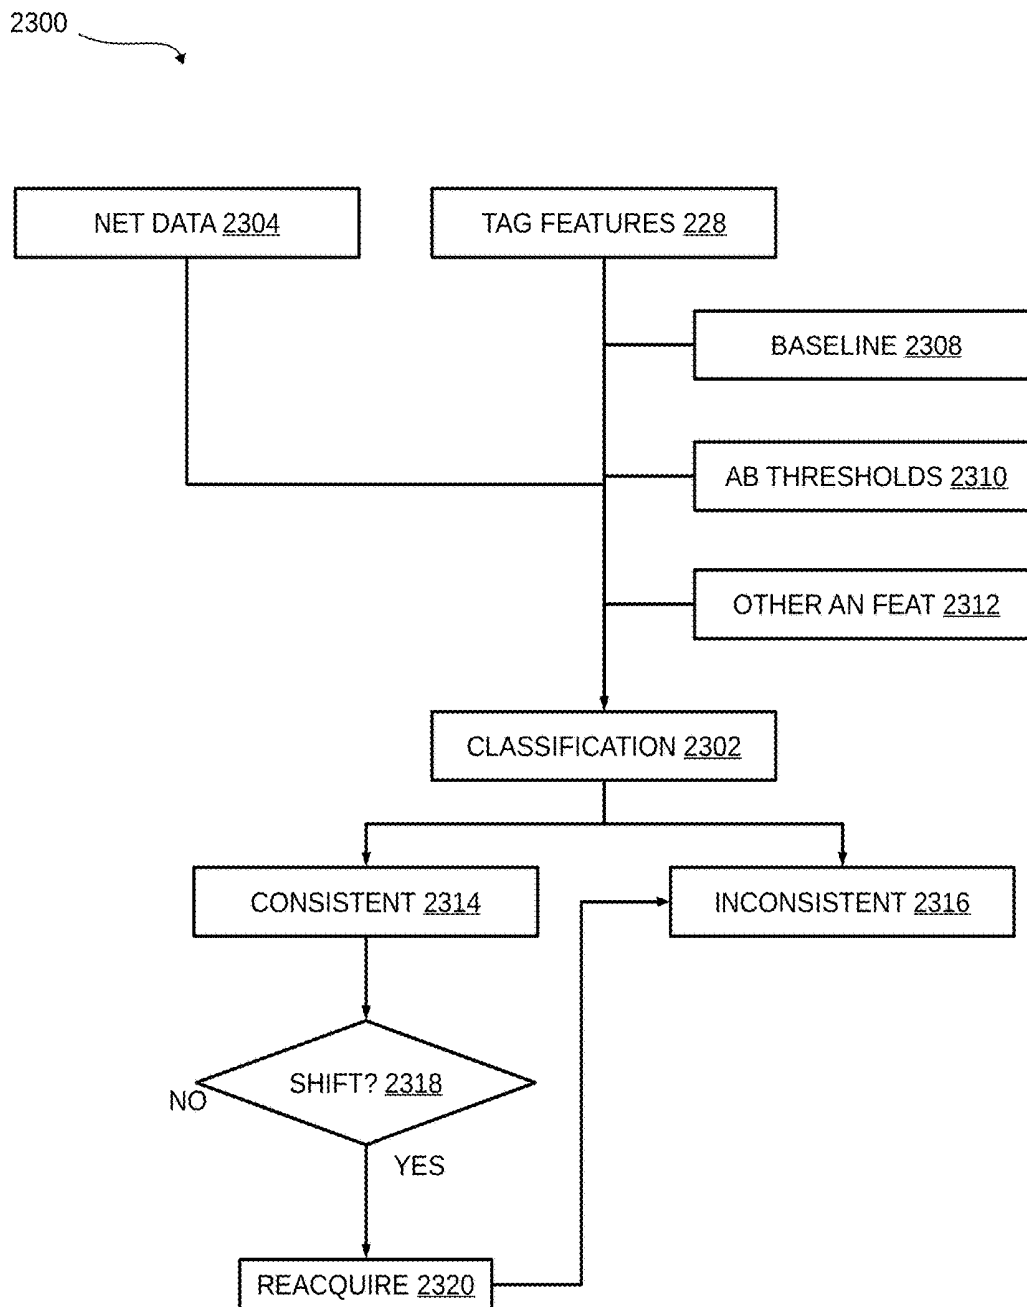 2300
NET DATA 2304
TAG FEATURES 228
BASELINE 2308
AB THRESHOLDS 2310
OTHER AN FEAT 2312
CLASSIFICATION 2302
CONSISTENT 2314
INCONSISTENT 2316
SHIFT? 2318
NO
YES
REACQUIRE 2320